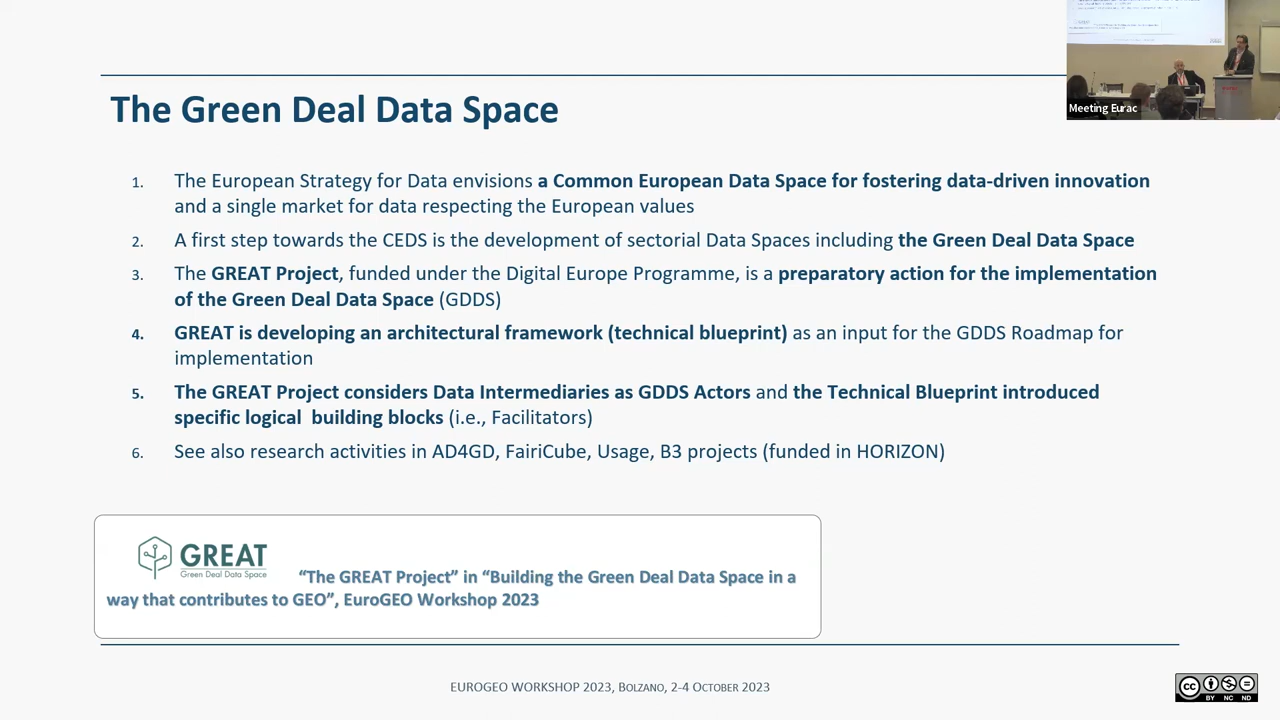 Meeting Eurac
The Green Deal Data Space
1. The European Strategy for Data envisions a Common European Data Space for fostering data-driven innovation
and a single market for data respecting the European values
2. A first step towards the CEDS is the development of sectorial Data Spaces including the Green Deal Data Space
3. The GREAT Project, funded under the Digital Europe Programme, is a preparatory action for the implementation
of the Green Deal Data Space (GDDS)
4. GREAT is developing an architectural framework (technical blueprint) as an input for the GDDS Roadmap for
implementation
5. The GREAT Project considers Data Intermediaries as GDDS Actors and the Technical Blueprint introduced
specific logical building blocks (i.e., Facilitators)
6. See also research activities in AD4GD, FairiCube, Usage, B3 projects (funded in HORIZON)
GREAT
Green Deal Data Space
“The GREAT Project” in “Building the Green Deal Data Space in a
way that contributes to GEO”, EuroGEO Workshop 2023
EUROGEO WORKSHOP 2023, BOLZANO, 2-4 OCTOBER 2023
CC BY NC ND